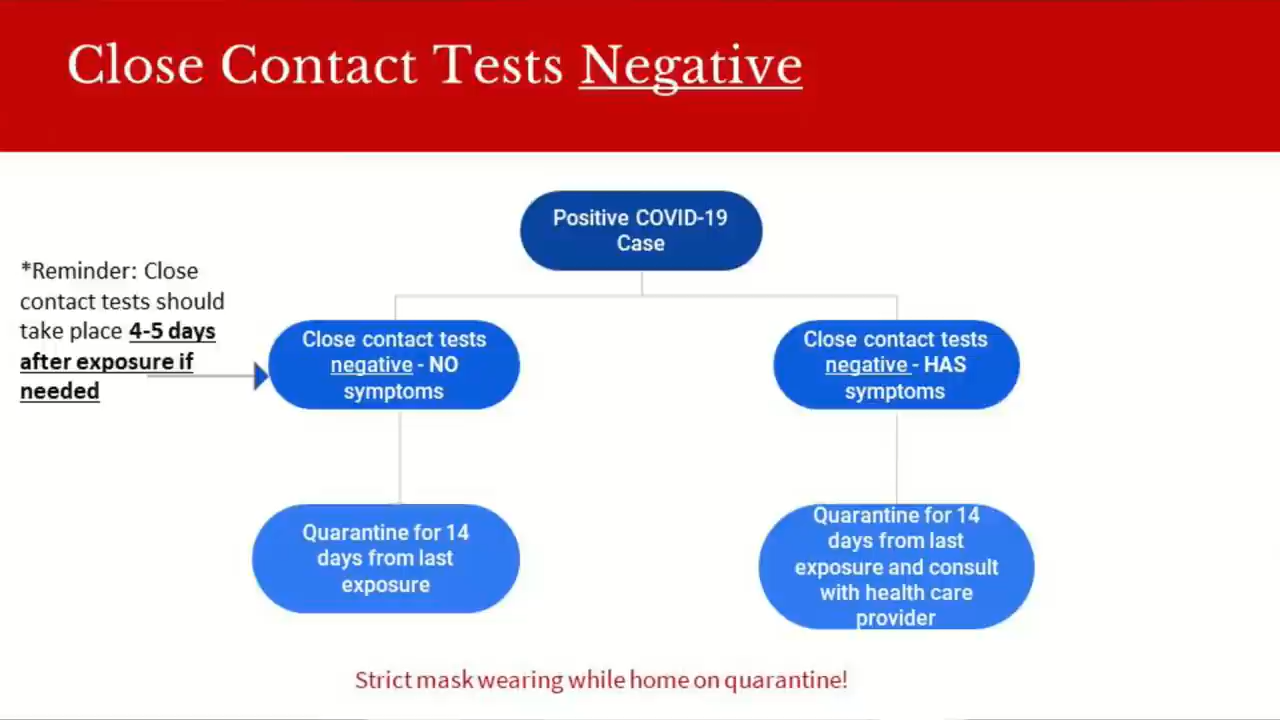 Close Contact Tests Negative
Positive COVID-19
Case
*Reminder: Close
contact tests should
take place 4-5 days
after exposure if
needed
Close contact tests
negative - NO
symptoms
Close contact tests
negative - HAS
symptoms
Quarantine for 14
days from last
exposure
Quarantine for 14
days from last
exposure and consult
with health care
provider
Strict mask wearing while home on quarantine!